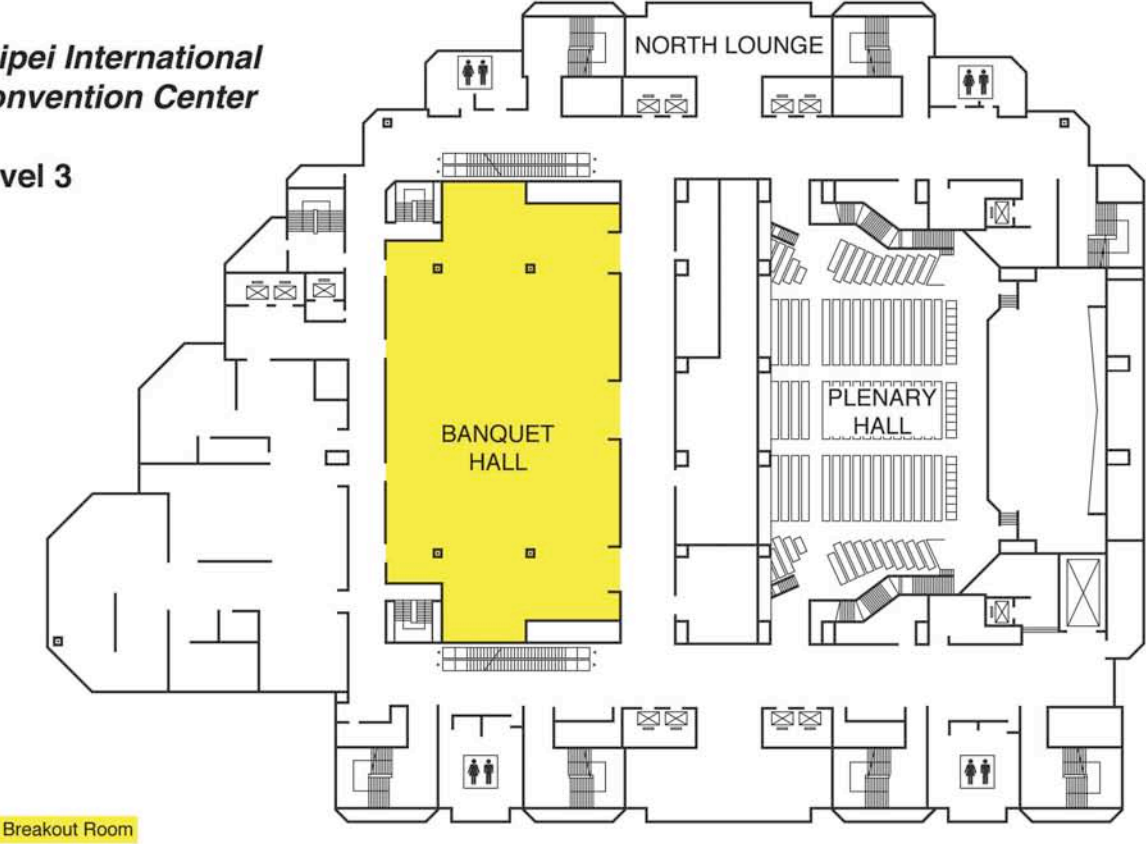 ipei International
onvention Center
vel 3
NORTH LOUNGE
BANQUET
HALL
PLENARY
HALL
Breakout Room